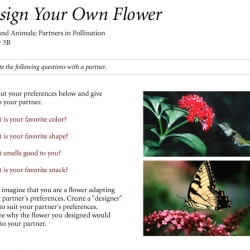 sign Your Own Flower
and Animals: Partners in Pollination
3B
te the following questions with a partner.
out your preferences below and give
to your partner.
t is your favorite color?
t is your favorite shape?
t smells good to you?
t is your favorite snack?
imagine that you are a flower adapting
r partner's preferences. Create a "designer"
to suit your partner's preferences.
be why the flower you designed would
to your partner.